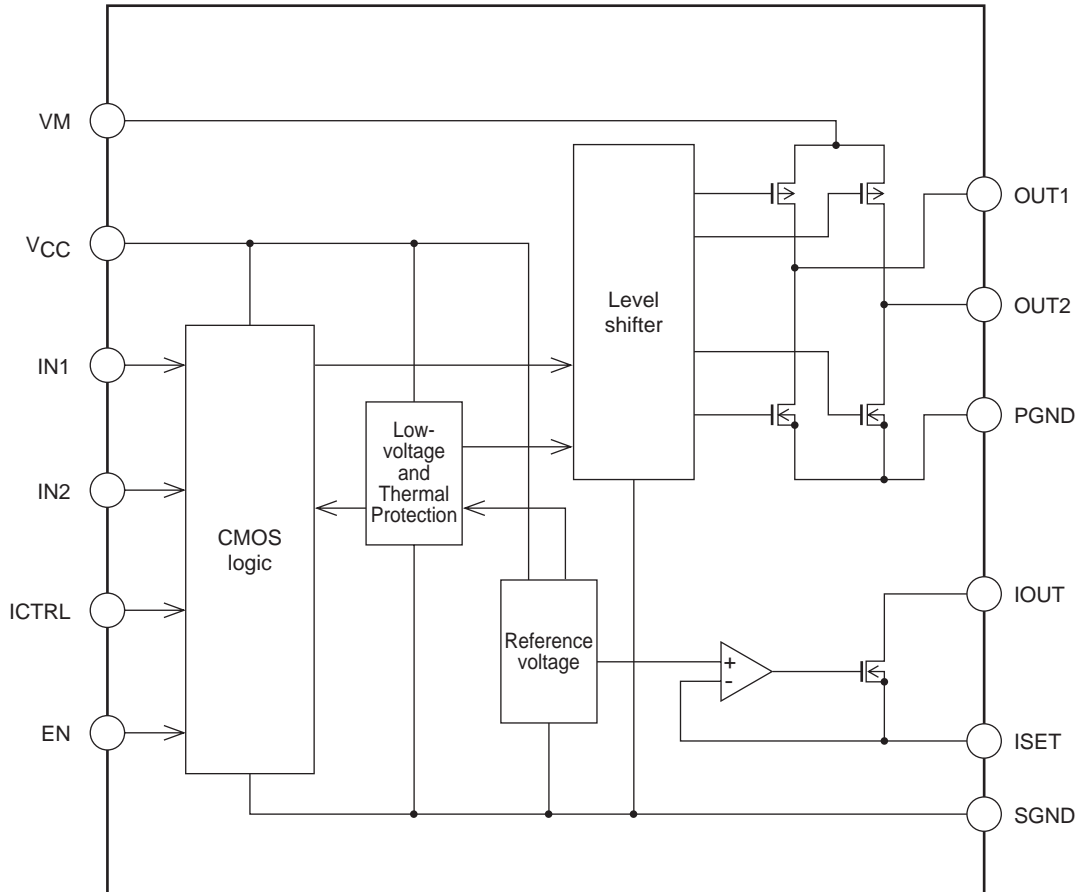 VM
VCC
IN1
IN2
ICTRL
EN
CMOS
logic
Low-
voltage
and
Thermal
Protection
Reference
voltage
Level
shifter
+
-
OUT1
OUT2
PGND
IOUT
ISET
SGND